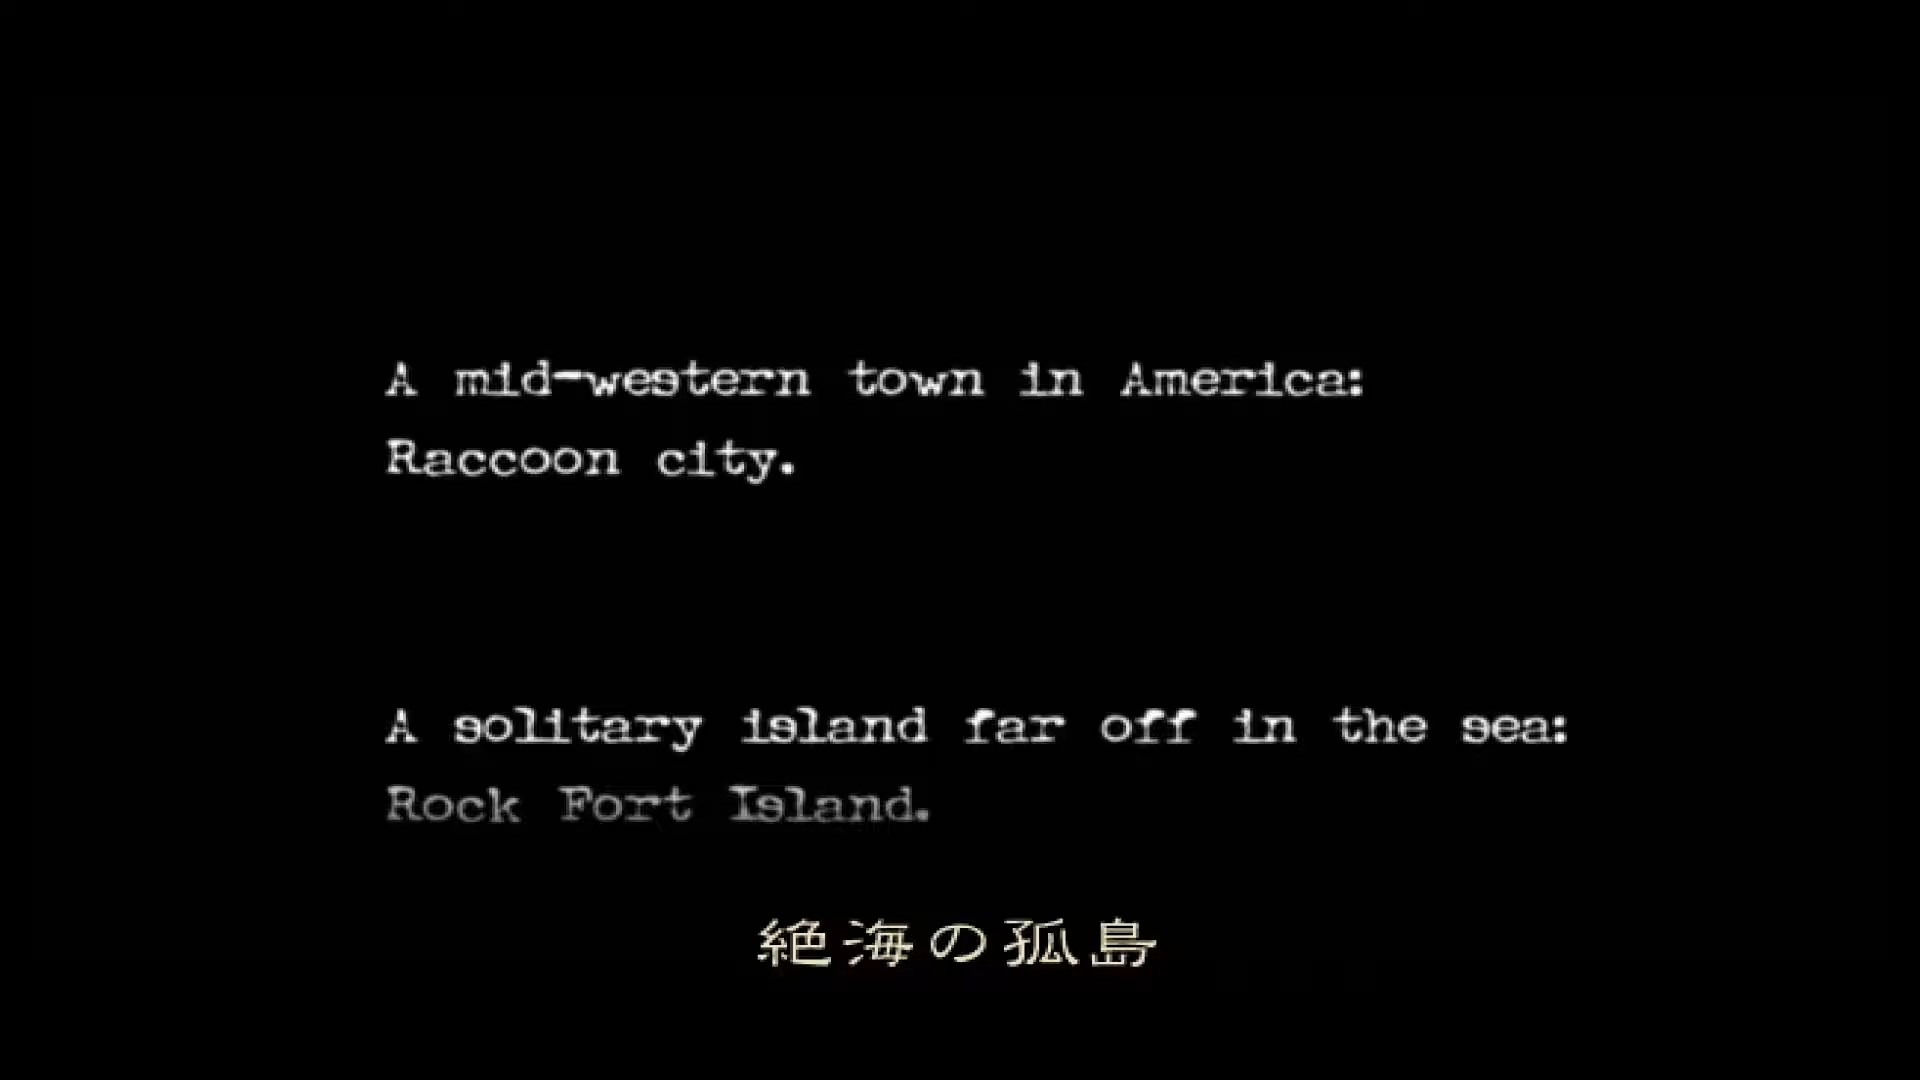 A mid-western town in America:
Raccoon city.
A solitary island far off in the sea:
Rock Fort Island.
絶海の孤島